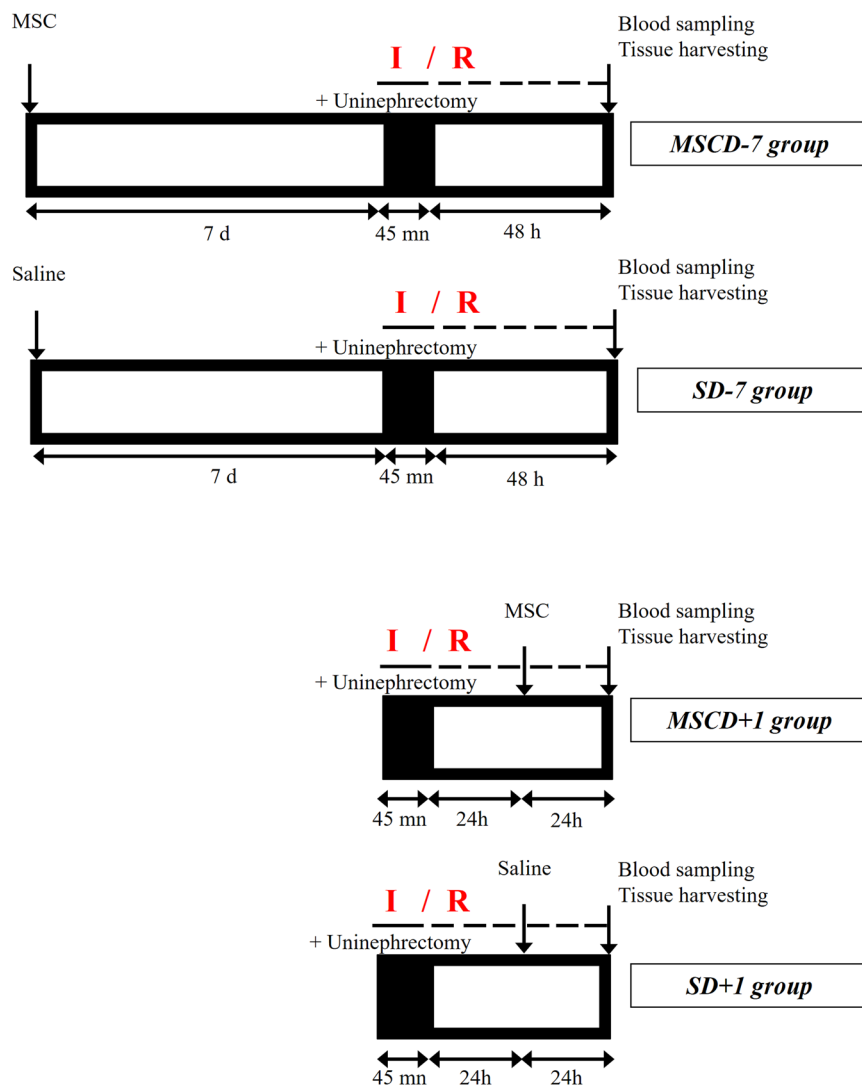 MSC
Blood sampling
Tissue harvesting
I / R
+ Uninephrectomy
MSCD-7 group
7 d
45 mn
48 h
Saline
Blood sampling
Tissue harvesting
I / R
+ Uninephrectomy
SD-7 group
7 d
45 mn
48 h
MSC
Blood sampling
Tissue harvesting
I / R
+ Uninephrectomy
MSCD+1 group
45 mn
24h
24h
Saline
Blood sampling
Tissue harvesting
I / R
+ Uninephrectomy
SD+1 group
45 mn
24h
24h